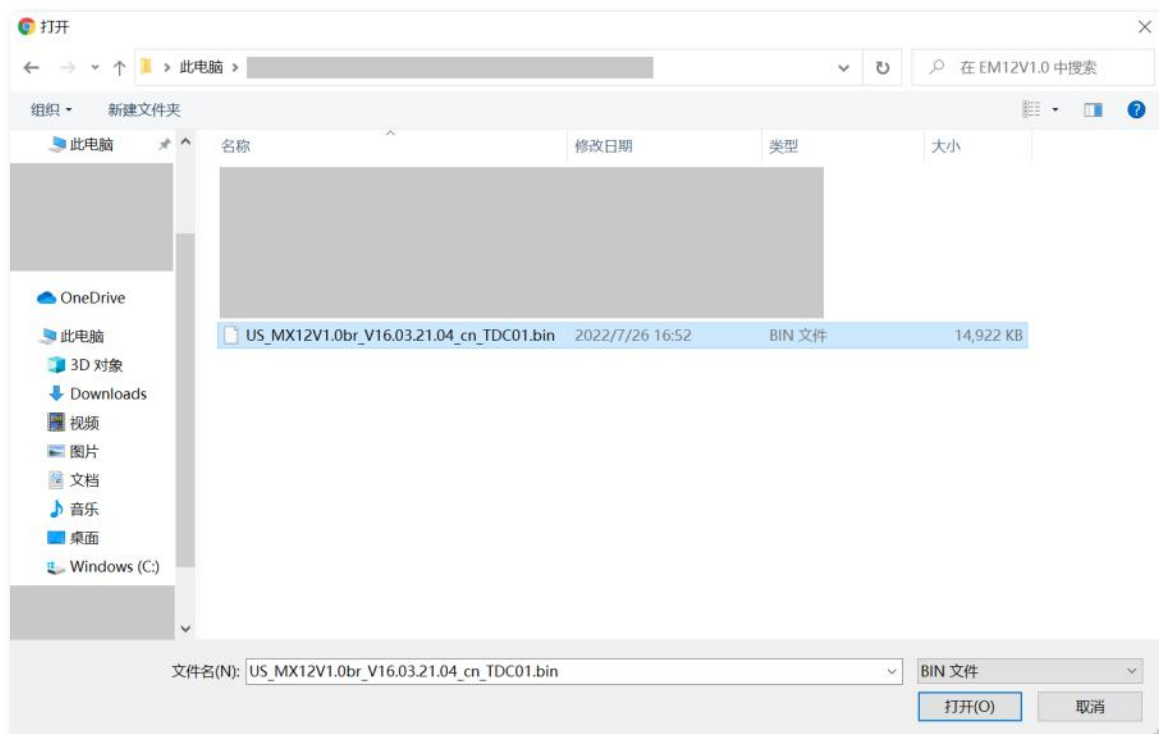 打开
此电脑
在 EM12V1.0 中搜索
组织 新建文件夹
此电脑
名称 修改日期 类型 大小
OneDrive
此电脑
US_MX12V1.0br_V16.03.21.04_cn_TDC01.bin 2022/7/26 16:52 BIN 文件 14,922 KB
3D 对象
Downloads
视频
图片
文档
音乐
桌面
Windows (C:)
文件名(N): US_MX12V1.0br_V16.03.21.04_cn_TDC01.bin BIN 文件
打开(O) 取消